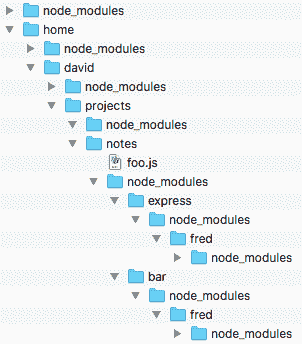 node_modules
home
node_modules
david
node_modules
projects
node_modules
notes
foo.js
node_modules
express
node_modules
fred
node_modules
bar
node_modules
fred
node_modules